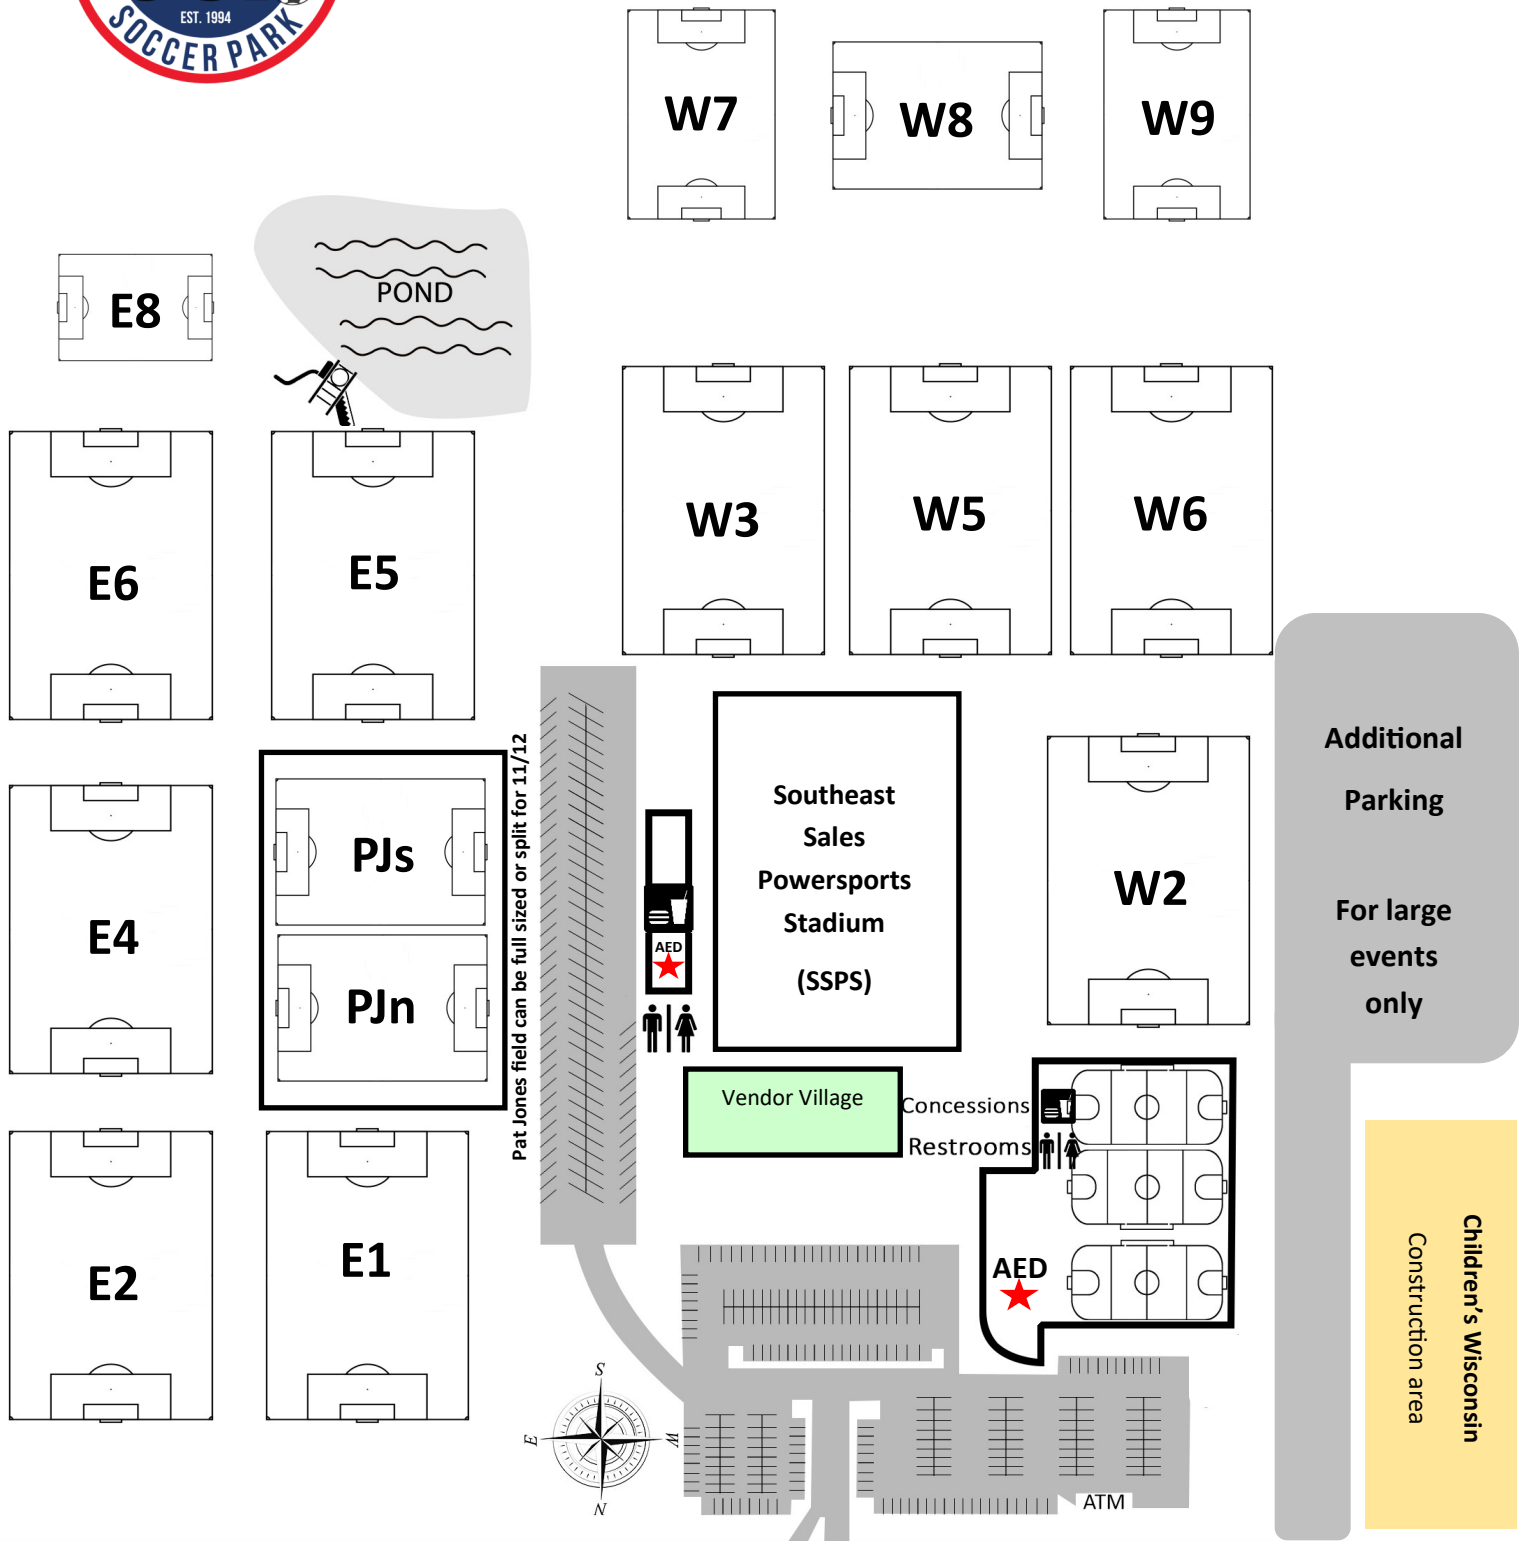 EST. 1994
SOCCER PARK
W7
W8
W9
POND
E8
W3
W5
W6
E6
E5
Additional
Parking
For large
events
only
Pat Jones field can be full sized or split for 11/12
Southeast
Sales
Powersports
Stadium
(SSPS)
PJs
W2
E4
AED
PJn
Vendor Village
Concessions
Restrooms
E2
E1
AED
Children's Wisconsin
Construction area
S
E
W
N
ATM